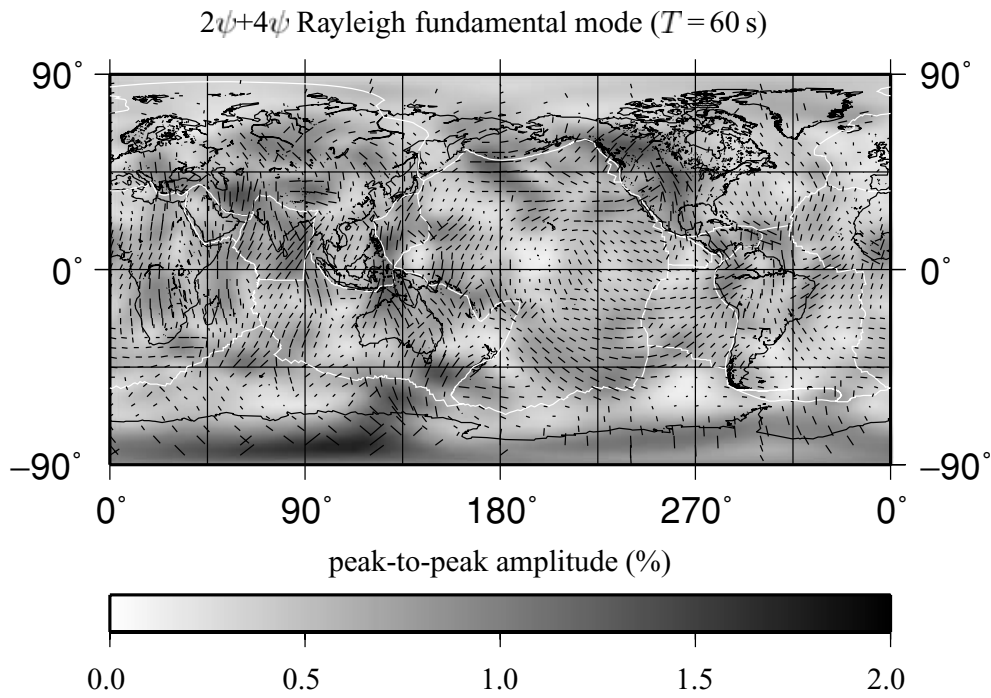 2ψ+4ψ Rayleigh fundamental mode (T = 60 s)
90° 90°
0° 0°
−90° −90°
0° 90° 180° 270° 0°
peak-to-peak amplitude (%)
0.0 0.5 1.0 1.5 2.0